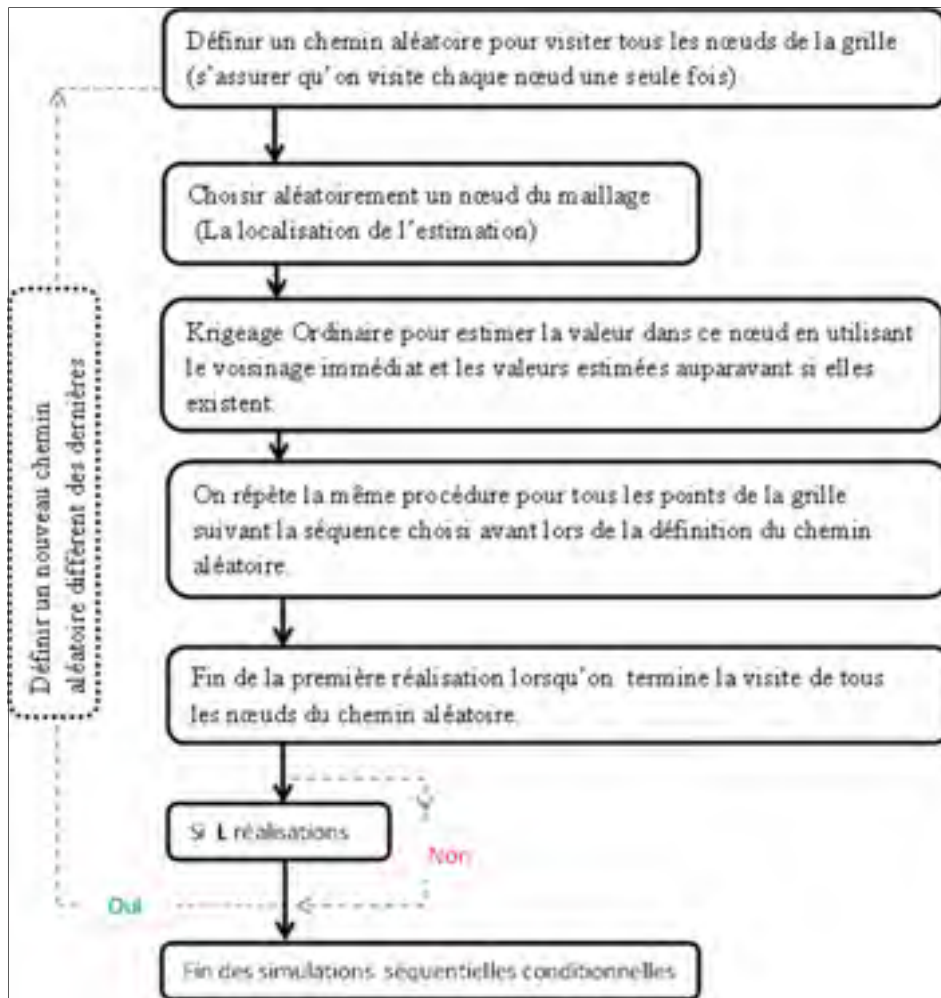 Définir un chemin aléatoire pour visiter tous les nœuds de la grille
(s'assurer qu'on visite chaque nœud une seule fois)
Choisir aléatoirement un nœud du maillage
(La localisation de l'estimation)
Krigeage Ordinaire pour estimer la valeur dans ce nœud en utilisant
le voisinage immédiat et les valeurs estimées auparavant si elles
existent.
Définir un nouveau chemin
aléatoire diffèrent des dernières
On répète la même procédure pour tous les points de la grille
suivant la séquence choisi avant lors de la définition du chemin
aléatoire.
Fin de la première réalisation lorsqu'on termine la visite de tous
les nœuds du chemin aléatoire.
Si L réalisations
Non
Oui
Fin des simulations séquentielles conditionnelles